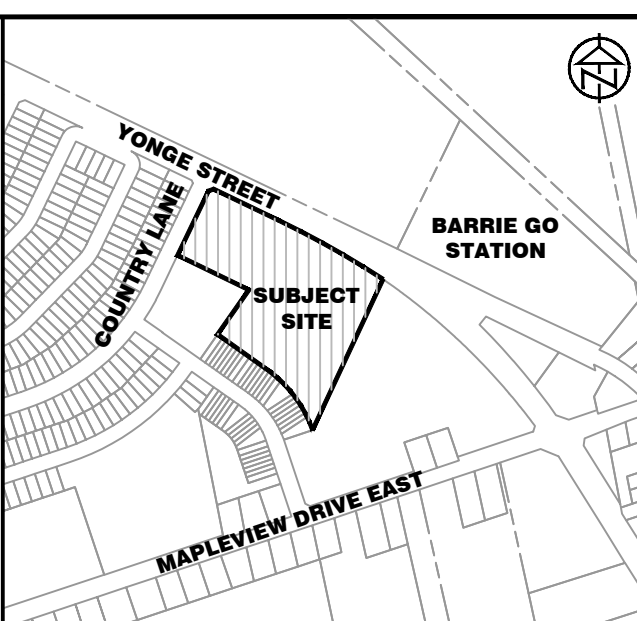 N
YONGE STREET
COUNTRY LANE
BARRIE GO
STATION
SUBJECT
SITE
MAPLEVIEW DRIVE EAST